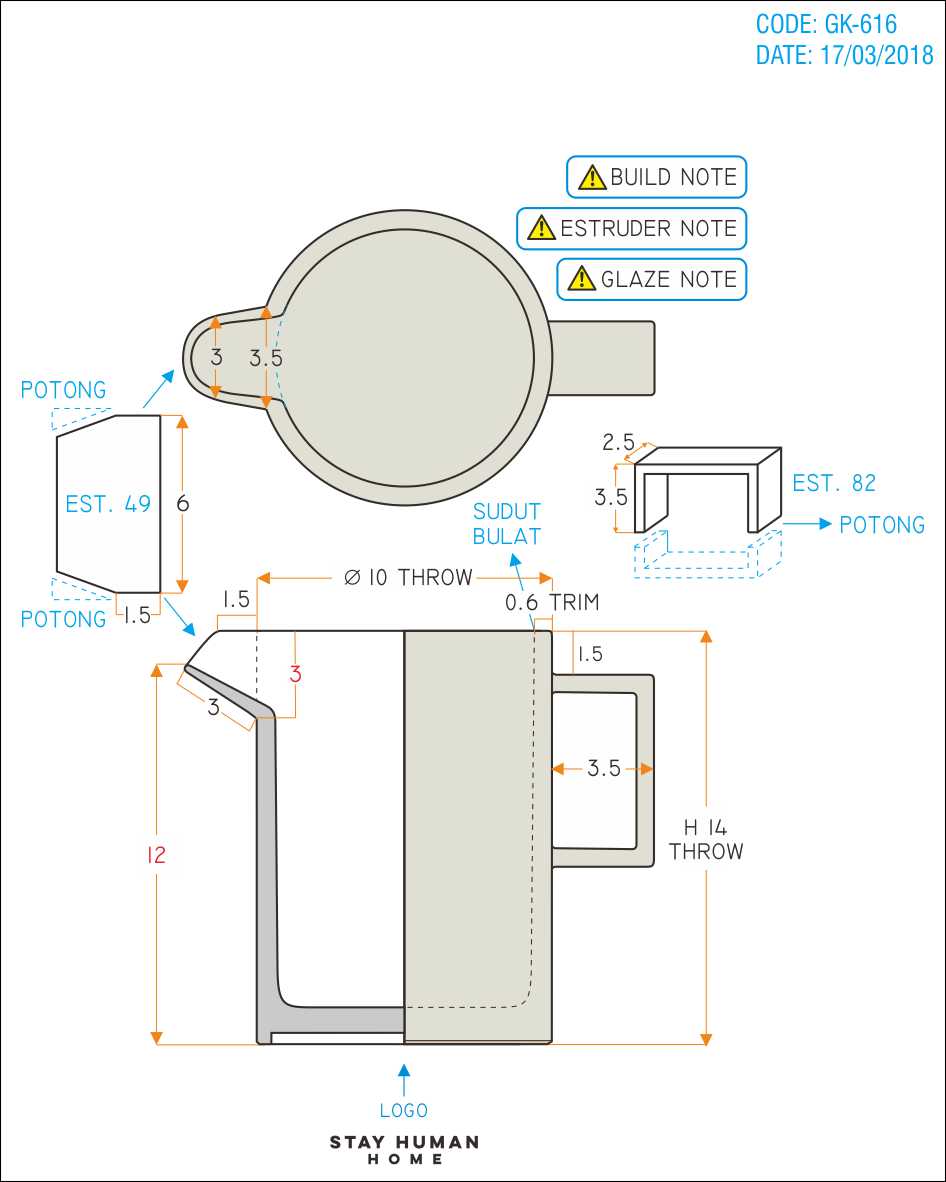 CODE: GK-616
DATE: 17/03/2018
BUILD NOTE
ESTRUDER NOTE
GLAZE NOTE
3
3.5
POTONG
EST. 49
6
POTONG
1.5
2.5
3.5
EST. 82
POTONG
SUDUT
BULAT
Ø 10 THROW
1.5
0.6 TRIM
3
1.5
3
3.5
12
H 14
THROW
LOGO
STAY HUMAN
HOME